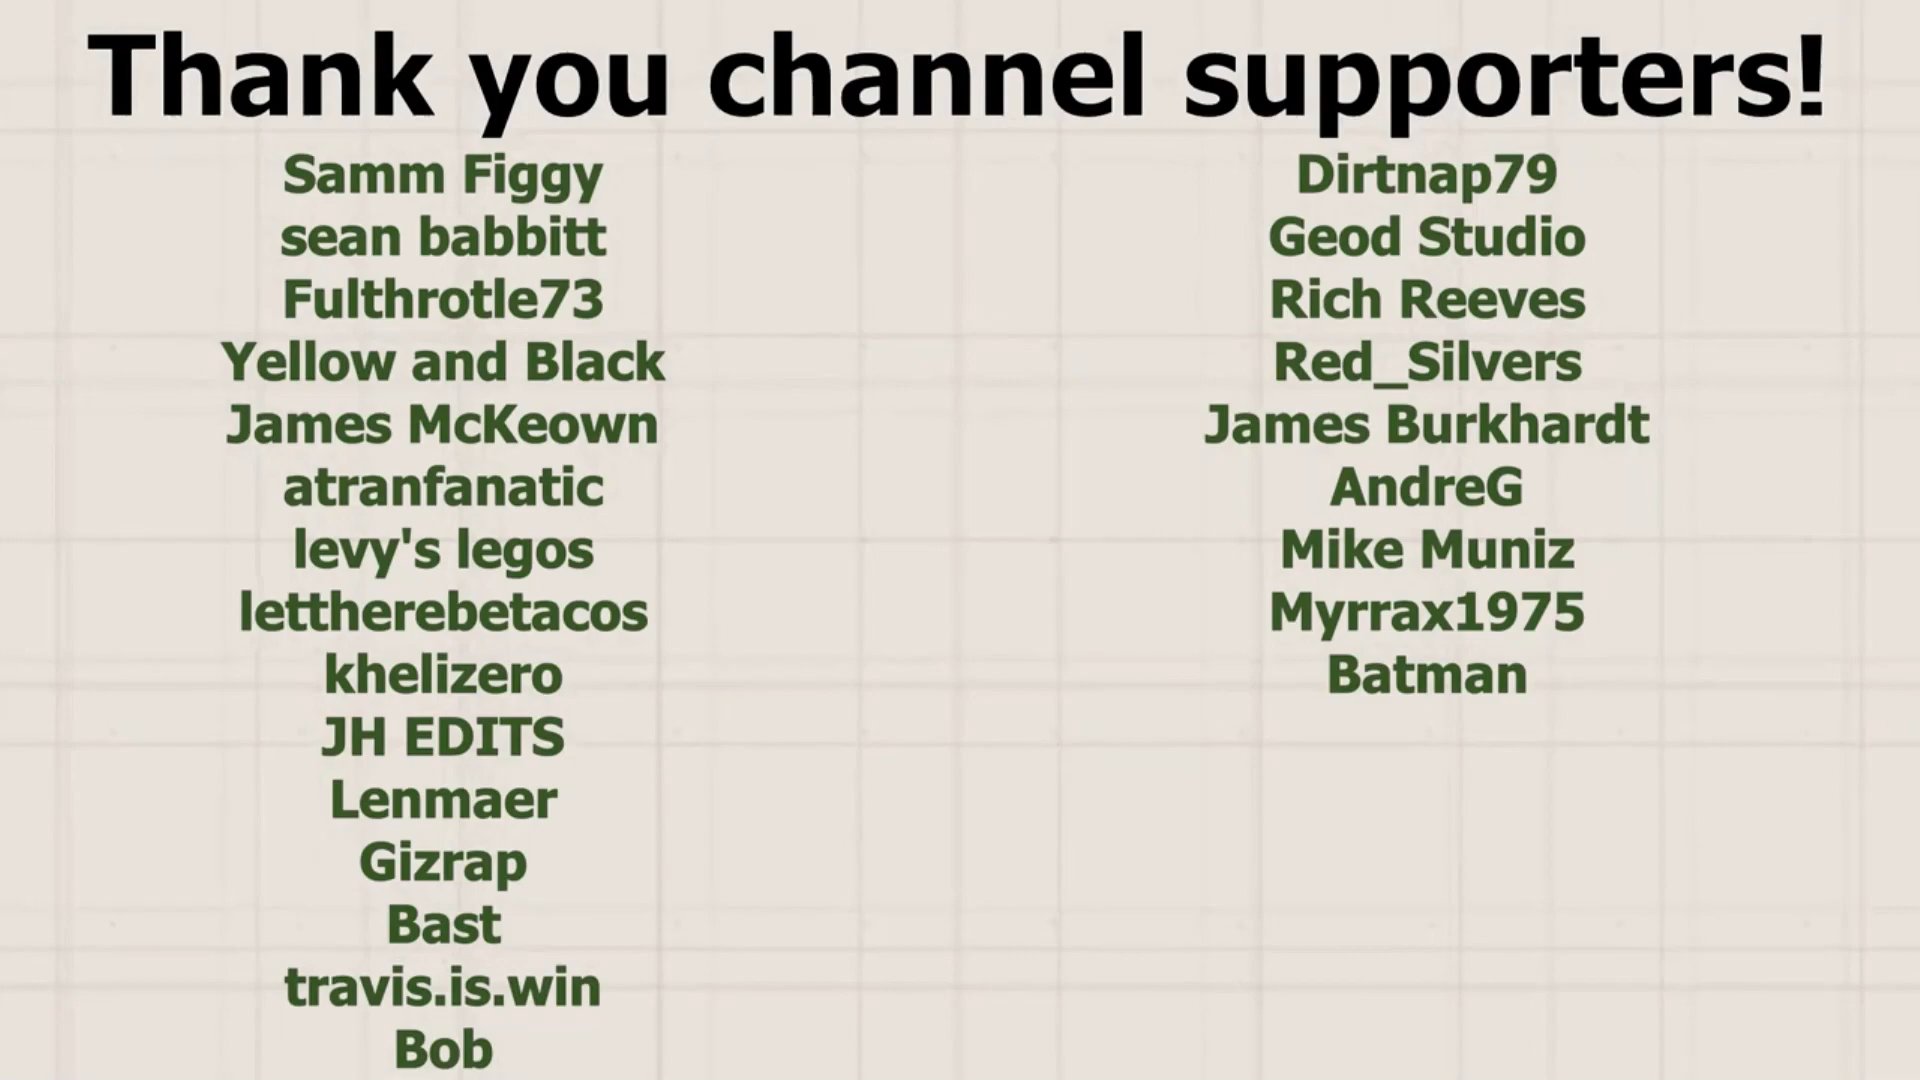 Thank you channel supporters!
Samm Figgy
sean babbitt
Fulthrotle73
Yellow and Black
James McKeown
atranfanatic
levy's legos
lettherebetacos
khelizero
JH EDITS
Lenmaer
Gizrap
Bast
travis.is.win
Bob
Dirtnap79
Geod Studio
Rich Reeves
Red_Silvers
James Burkhardt
AndreG
Mike Muniz
Myrrax1975
Batman